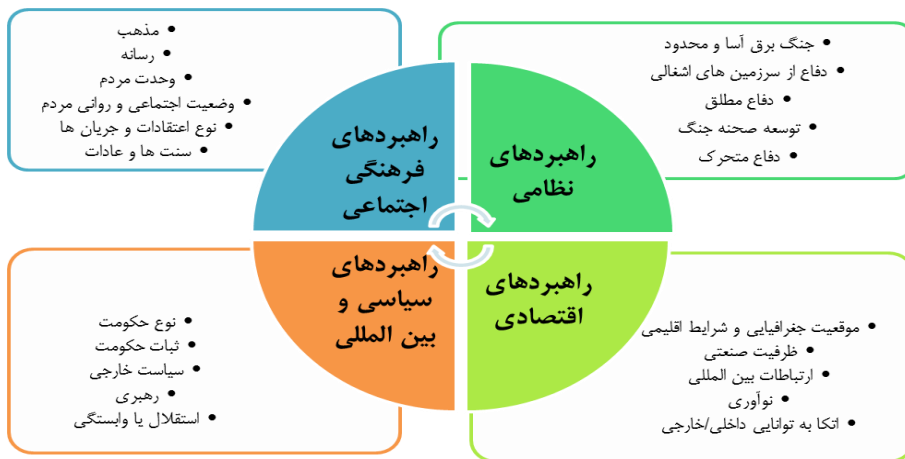 راهبردهای
نظامی
• جنگ برق آسا و محدود
• دفاع از سرزمین های اشغالی
• دفاع مطلق
• توسعه صحنه جنگ
• دفاع متحرک
راهبردهای
فرهنگی
اجتماعی
• مذهب
• رسانه
• وحدت مردم
• وضعیت اجتماعی و روانی مردم
• نوع اعتقادات و جریان ها
• سنت ها و عادات
راهبردهای
اقتصادی
• موقعیت جغرافیایی و شرایط اقلیمی
• ظرفیت صنعتی
• ارتباطات بین المللی
• نوآوری
• اتکا به توانایی داخلی/خارجی
راهبردهای
سیاسی و
بین المللی
• نوع حکومت
• ثبات حکومت
• سیاست خارجی
• رهبری
• استقلال یا وابستگی